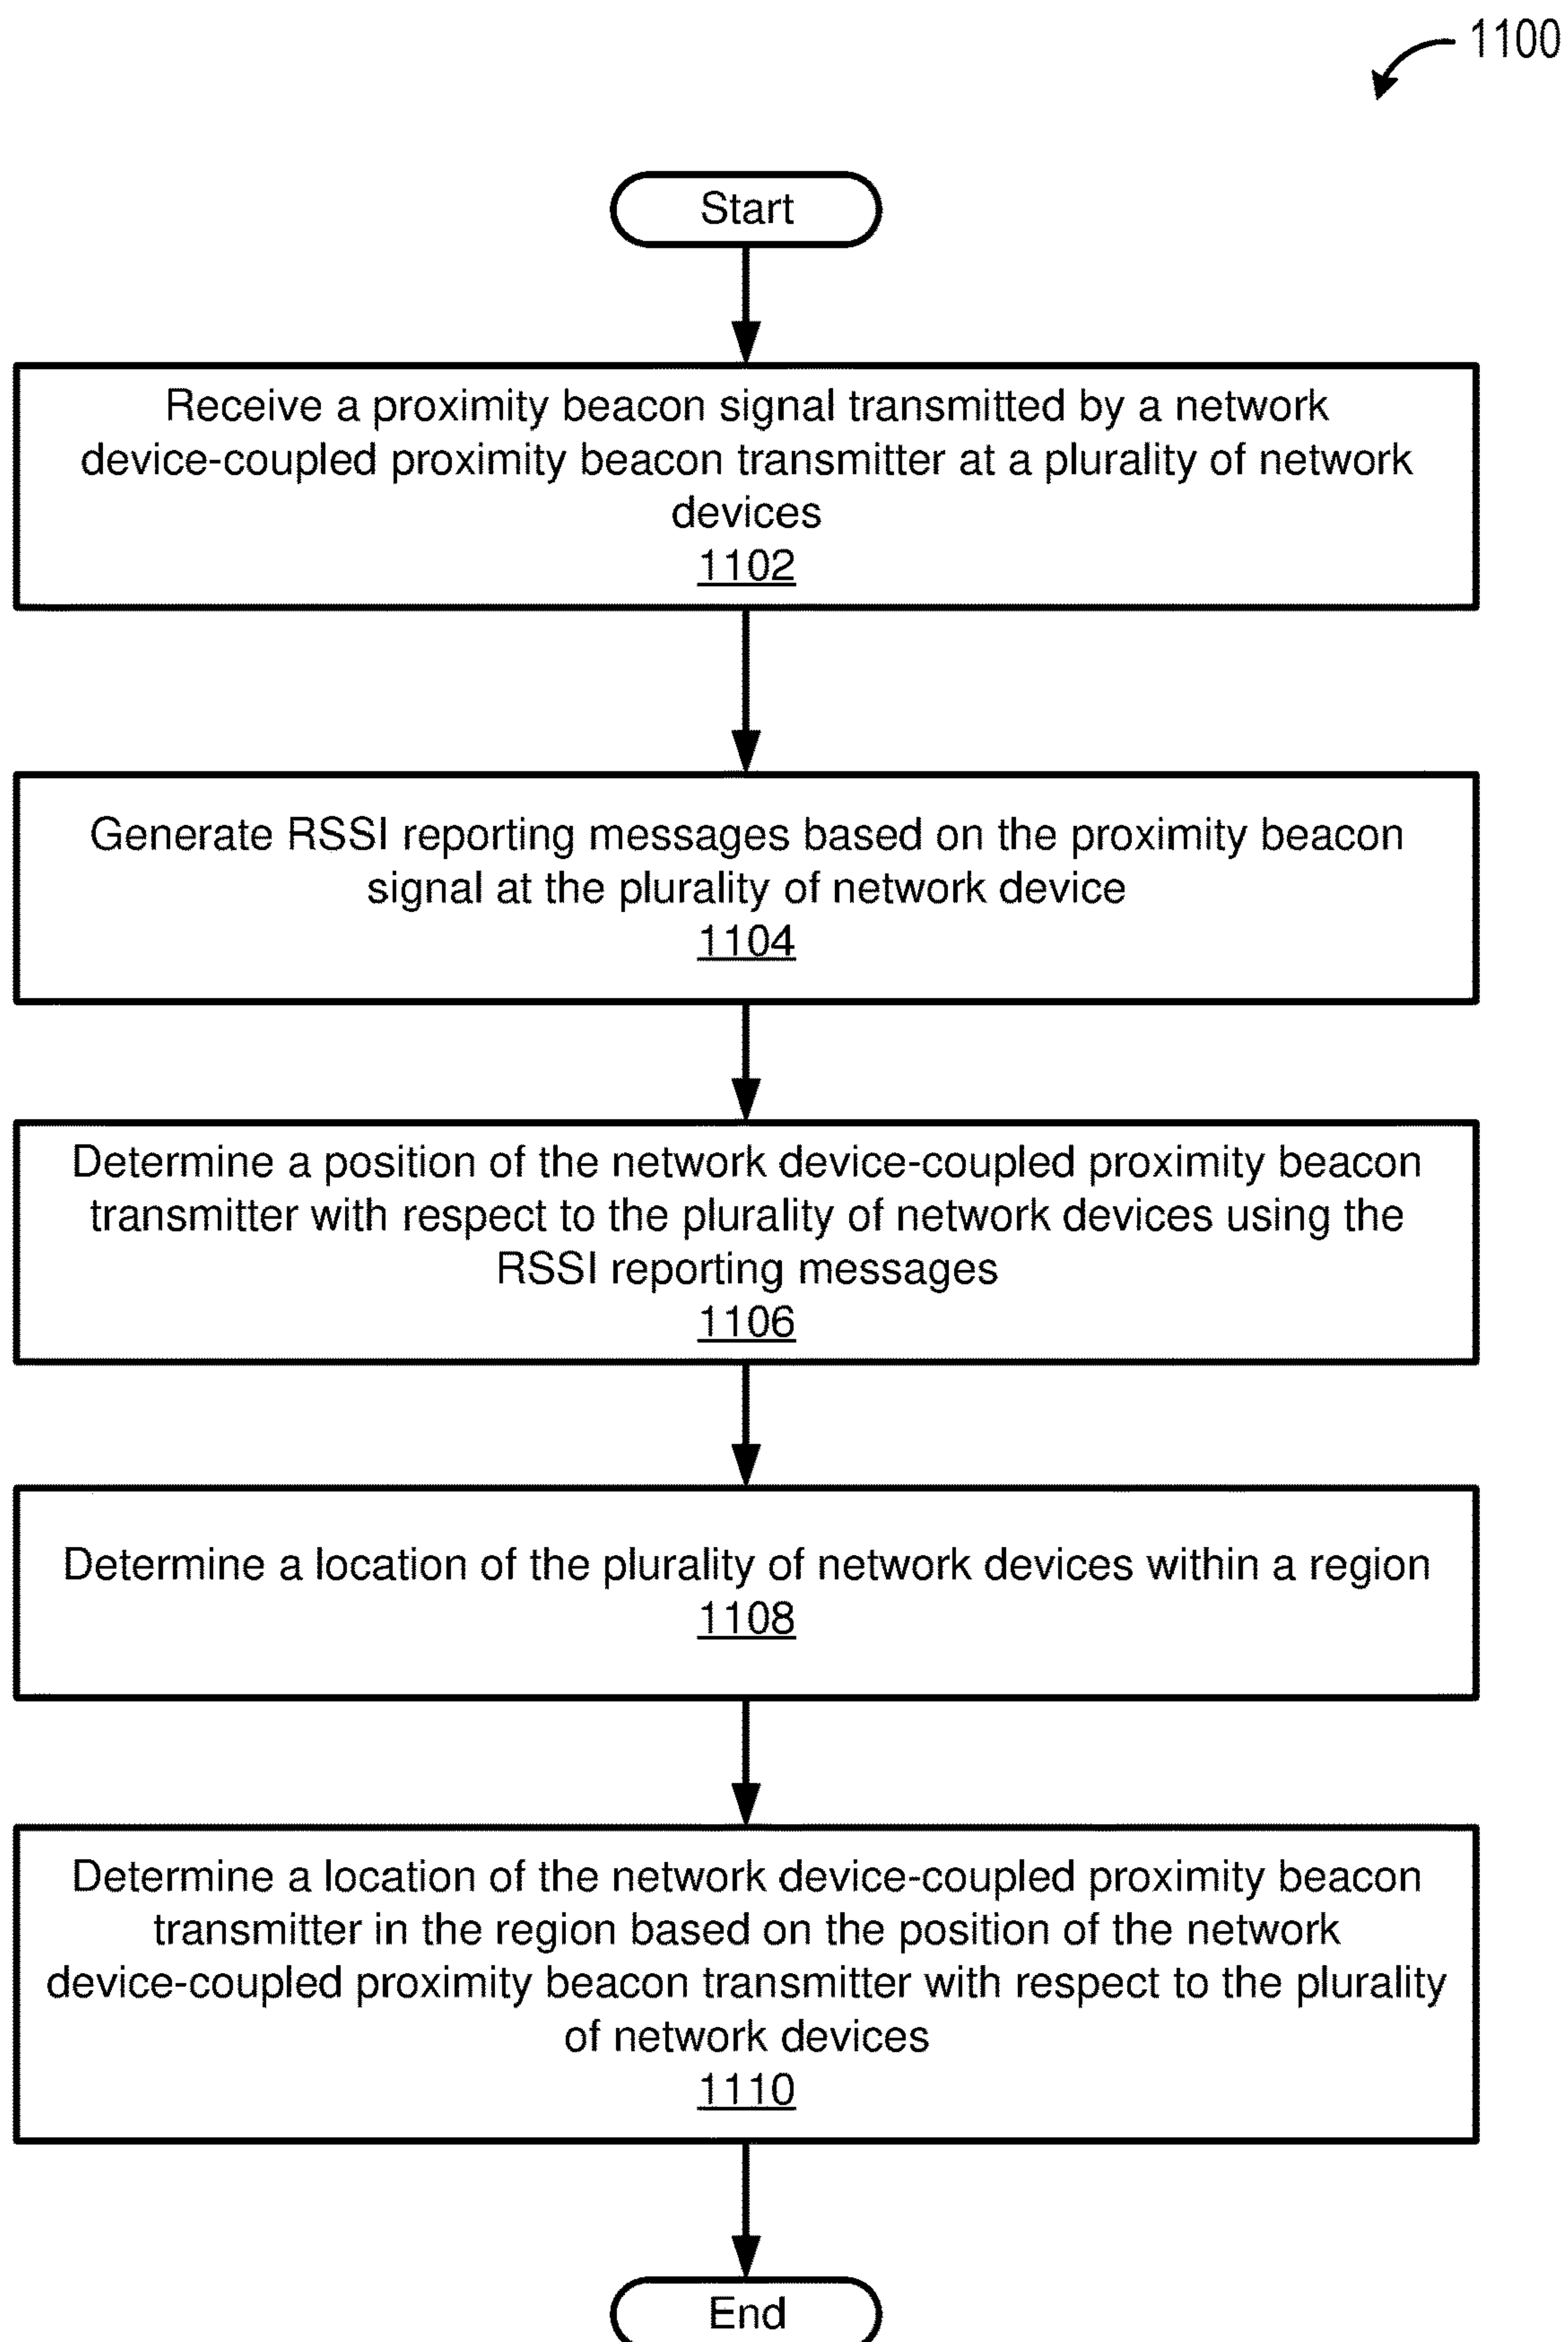 1100
Start
Receive a proximity beacon signal transmitted by a network
device-coupled proximity beacon transmitter at a plurality of network
devices
1102
Generate RSSI reporting messages based on the proximity beacon
signal at the plurality of network device
1104
Determine a position of the network device-coupled proximity beacon
transmitter with respect to the plurality of network devices using the
RSSI reporting messages
1106
Determine a location of the plurality of network devices within a region
1108
Determine a location of the network device-coupled proximity beacon
transmitter in the region based on the position of the network
device-coupled proximity beacon transmitter with respect to the plurality
of network devices
1110
End